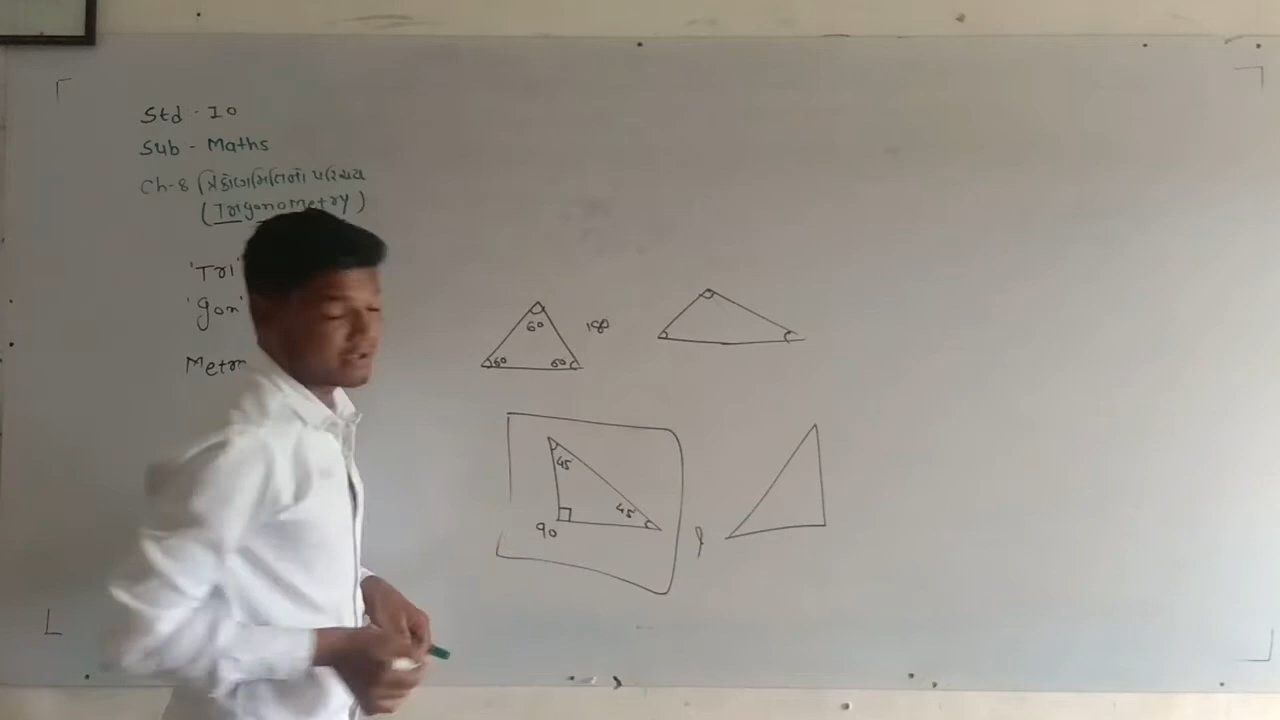 Std - 10
Sub - Maths
Ch-8 ત્રિકોણમિતિનો પરિચય
(Trigonometry)
'Tri'
'gon'
Metr
60
60
60
180
45
45
90